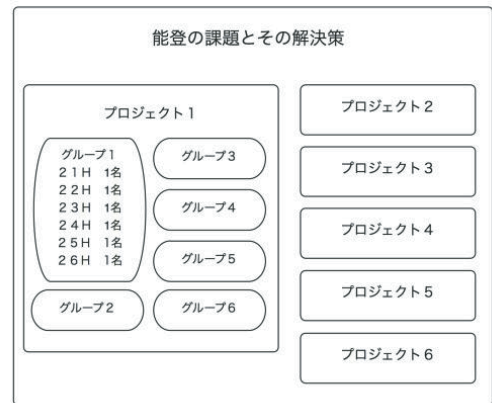 能登の課題とその解決策
プロジェクト１
グループ１
２１Ｈ　1名
２２Ｈ　1名
２３Ｈ　1名
２４Ｈ　1名
２５Ｈ　１名
２６Ｈ　１名
グループ２
グループ３
グループ４
グループ５
グループ６
プロジェクト２
プロジェクト３
プロジェクト４
プロジェクト５
プロジェクト６